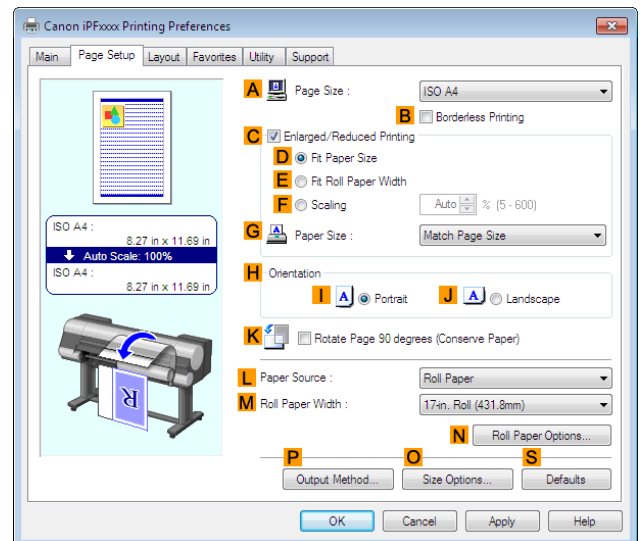 Canon iPFxxxx Printing Preferences
Main Page Setup Layout Favorites Utility Support
A Page Size : ISO A4
B Borderless Printing
C Enlarged/Reduced Printing
D Fit Paper Size
E Fit Roll Paper Width
F Scaling Auto % (5 - 600)
G Paper Size : Match Page Size
ISO A4 :
8.27 in x 11.69 in
Auto Scale: 100%
ISO A4 :
8.27 in x 11.69 in
H Orientation
I A Portrait J A Landscape
K Rotate Page 90 degrees (Conserve Paper)
R
L Paper Source : Roll Paper
M Roll Paper Width : 17-in. Roll (431.8mm)
N Roll Paper Options...
P O S
Output Method... Size Options... Defaults
OK Cancel Apply Help